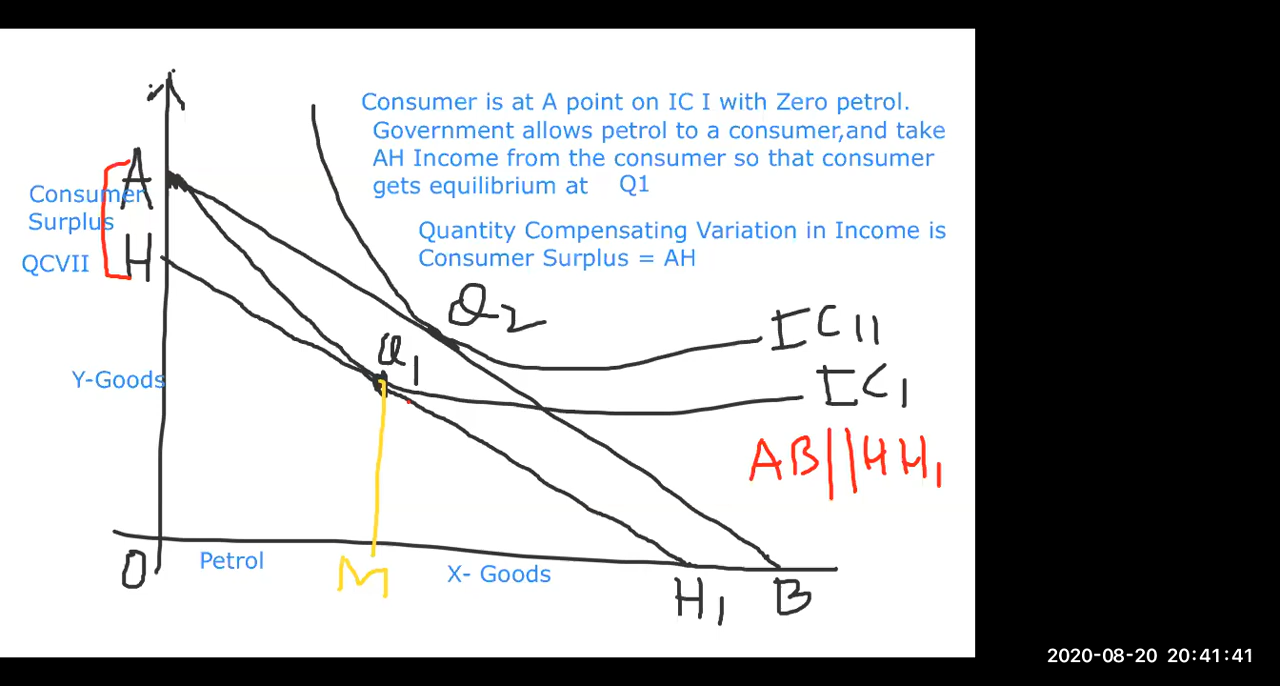 Consumer is at A point on IC I with Zero petrol.
Government allows petrol to a consumer,and take
AH Income from the consumer so that consumer
gets equilibrium at Q1
Quantity Compensating Variation in Income is
Consumer Surplus = AH
A
Consumer
Surplus
H
QCVII
Q2
Q1
IC11
IC1
Y-Goods
AB||HH1
O
Petrol
M
X- Goods
H1
B
2020-08-20 20:41:41